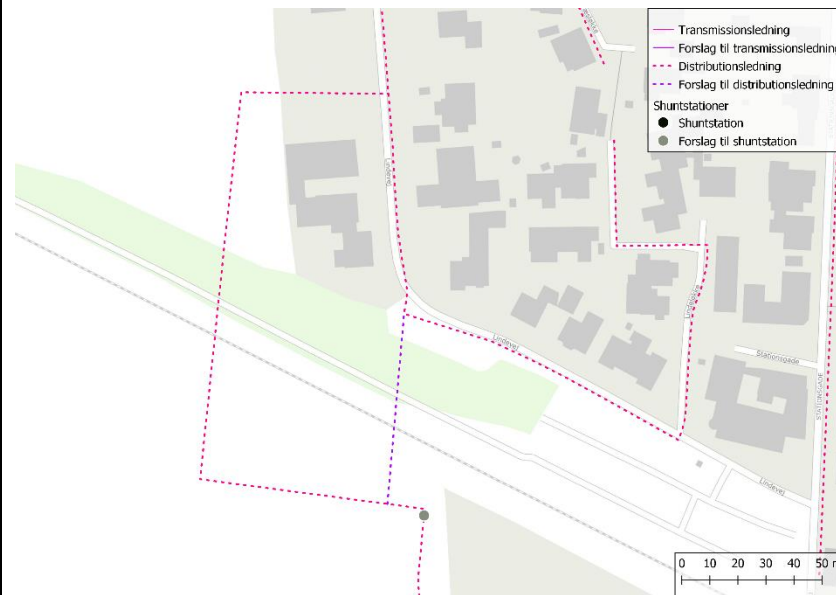 Transmissionsledning
Forslag til transmissionsledning
Distributionsledning
Forslag til distributionsledning
Shuntstationer
Shuntstation
Forslag til shuntstation
Lindevej
Lindevej
Stationsgade
STATIONSGADE
Lindevej
0 10 20 30 40 50 m